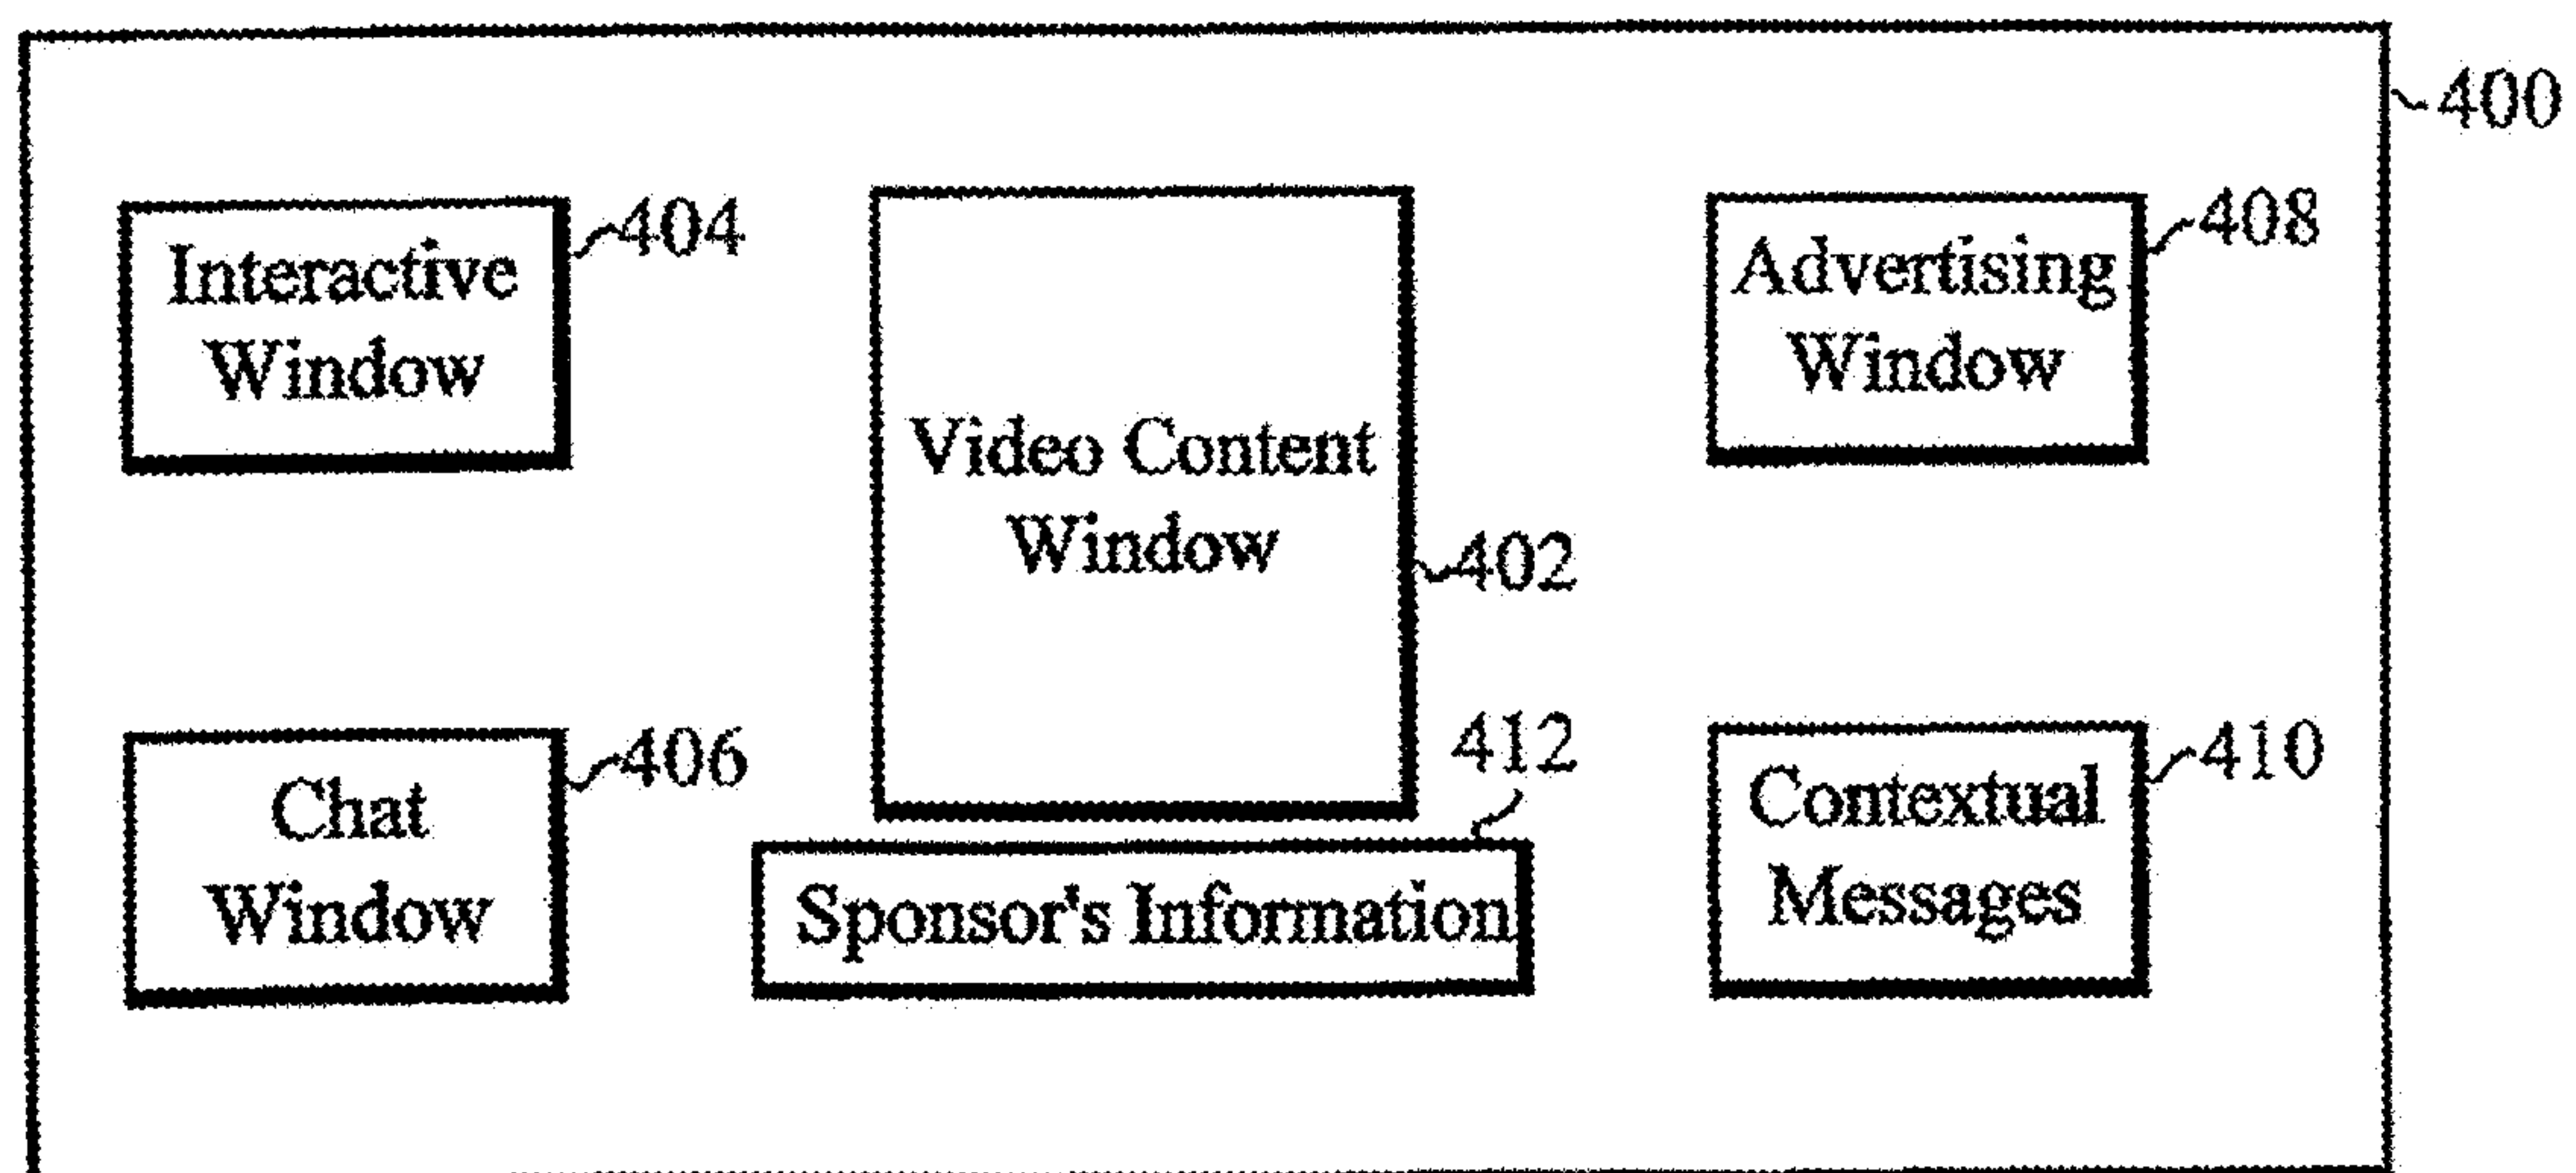 400
Interactive
Window
404
Video Content
Window
402
Advertising
Window
408
Chat
Window
406
412
Sponsor's Information
Contextual
Messages
410